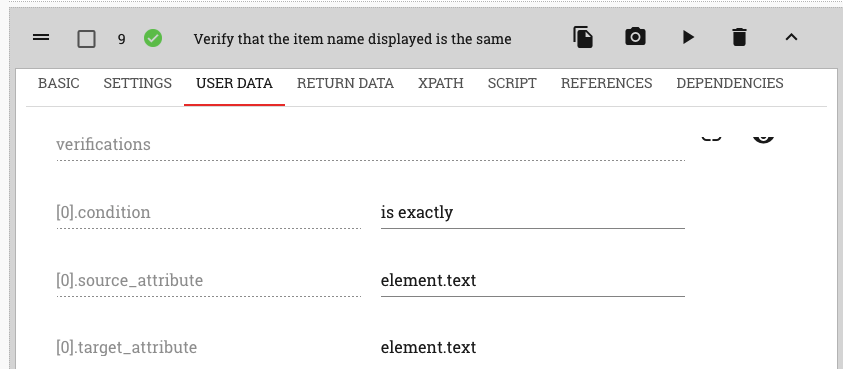 9 Verify that the item name displayed is the same
BASIC SETTINGS USER DATA RETURN DATA XPATH SCRIPT REFERENCES DEPENDENCIES
verifications
[0].condition is exactly
[0].source_attribute element.text
[0].target_attribute element.text